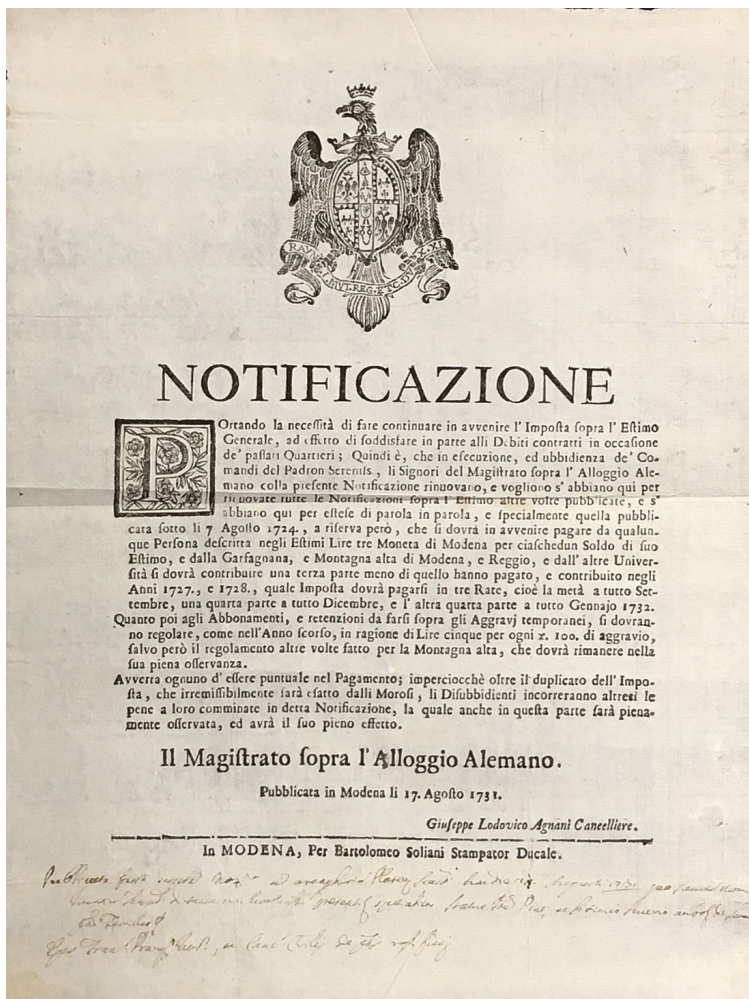 RAY
I. MVT. REG. ETC. DVX. XI
NOTIFICAZIONE
POrtando la necessità di fare continuare in avvenire l' Imposta sopra l' Estimo
Generale, ad effetto di soddisfare in parte alli Debiti contratti in occasione
de' passati Quartieri; Quindi è, che in esecuzione, ed ubbidienza de' Co-
mandi del Padron Sereniss., li Signori del Magistrato sopra l' Alloggio Ale-
mano colla presente Notificazione rinuovano, e vogliono s' abbiano qui per
rinuovate tutte le Notificazioni sopra l' Estimo altre volte pubblicate, e s'
abbiano qui per estese di parola in parola, e specialmente quella pubbli-
cata sotto li 7 Agosto 1724., a riserva però, che si dovrà in avvenire pagare da qualun-
que Persona descritta negli Estimi Lire tre Moneta di Modena per ciaschedun Soldo di suo
Estimo, e dalla Garfagnana, e Montagna alta di Modena, e Reggio, e dall' altre Univer-
sità si dovrà contribuire una terza parte meno di quello hanno pagato, e contribuito negli
Anni 1727., e 1728., quale Imposta dovrà pagarsi in tre Rate, cioè la metà a tutto Set-
tembre, una quarta parte a tutto Dicembre, e l' altra quarta parte a tutto Gennajo 1732.
Quanto poi agli Abbonamenti, e retenzioni da farsi sopra gli Aggravj temporanei, si dovran-
no regolare, come nell' Anno scorso, in ragione di Lire cinque per ogni 100. di aggravio,
salvo però il regolamento altre volte fatto per la Montagna alta, che dovrà rimanere nella
sua piena osservanza.
Avverta ognuno d' essere puntuale nel Pagamento; imperciocchè oltre il duplicato dell' Impo-
sta, che irremissibilmente sarà esatto dalli Morosi, li Disubbidienti incorreranno altresì le
pene a loro comminate in detta Notificazione, la quale anche in questa parte sarà piena-
mente osservata, ed avrà il suo pieno effetto.
Il Magistrato sopra l' Alloggio Alemano.
Pubblicata in Modena li 17. Agosto 1731.
Giuseppe Lodovico Agnani Cancelliere.
In MODENA, Per Bartolomeo Soliani Stampator Ducale.